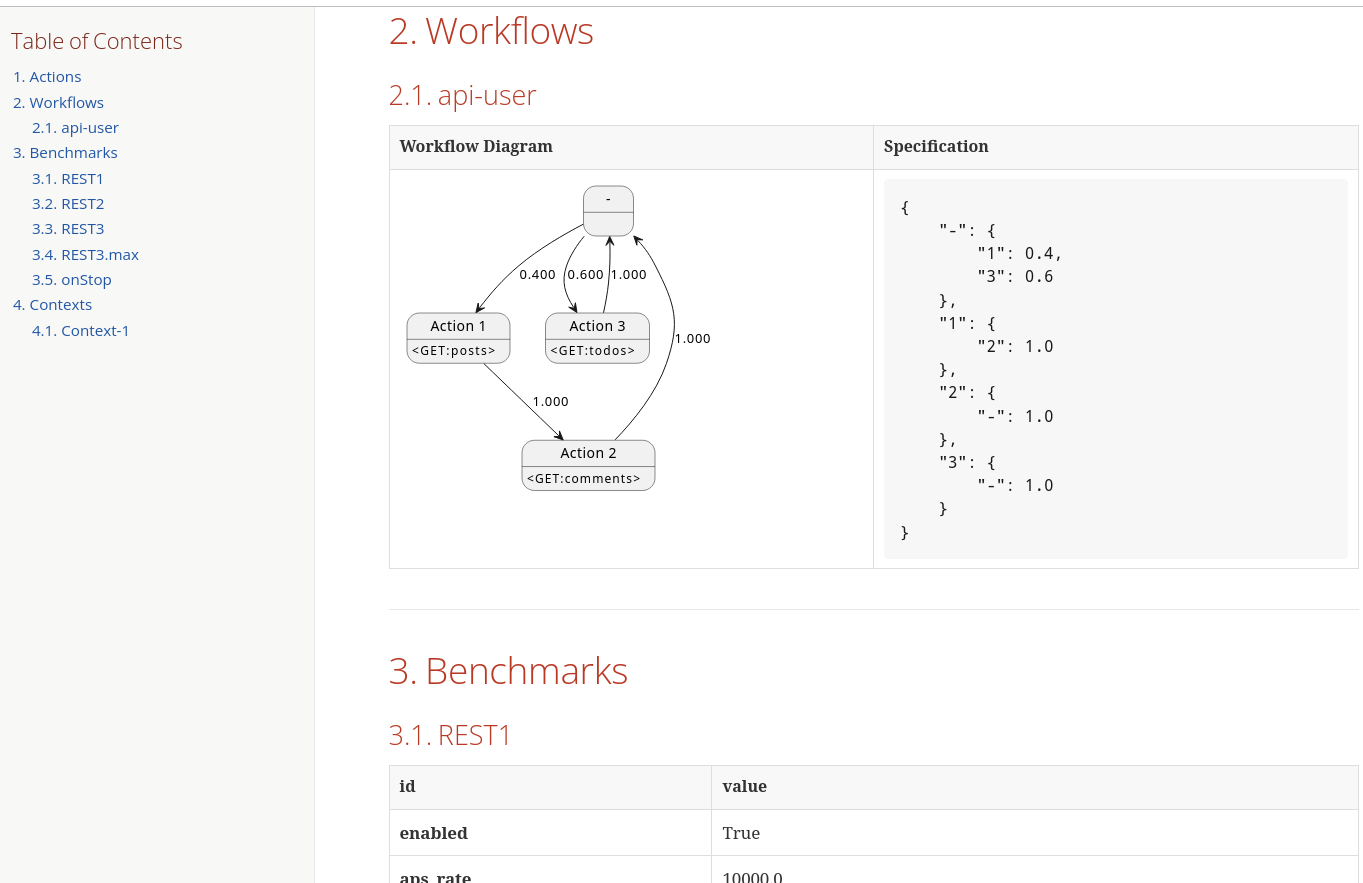 Table of Contents
1. Actions
2. Workflows
2.1. api-user
3. Benchmarks
3.1. REST1
3.2. REST2
3.3. REST3
3.4. REST3.max
3.5. onStop
4. Contexts
4.1. Context-1
2. Workflows
2.1. api-user
Workflow Diagram
-
0.400 0.600 1.000
Action 1 Action 3
<GET:posts> <GET:todos>
1.000
1.000
Action 2
<GET:comments>
Specification
{
    "-": {
        "1": 0.4,
        "3": 0.6
    },
    "1": {
        "2": 1.0
    },
    "2": {
        "-": 1.0
    },
    "3": {
        "-": 1.0
    }
}
3. Benchmarks
3.1. REST1
id value
enabled True
aps_rate 10000.0